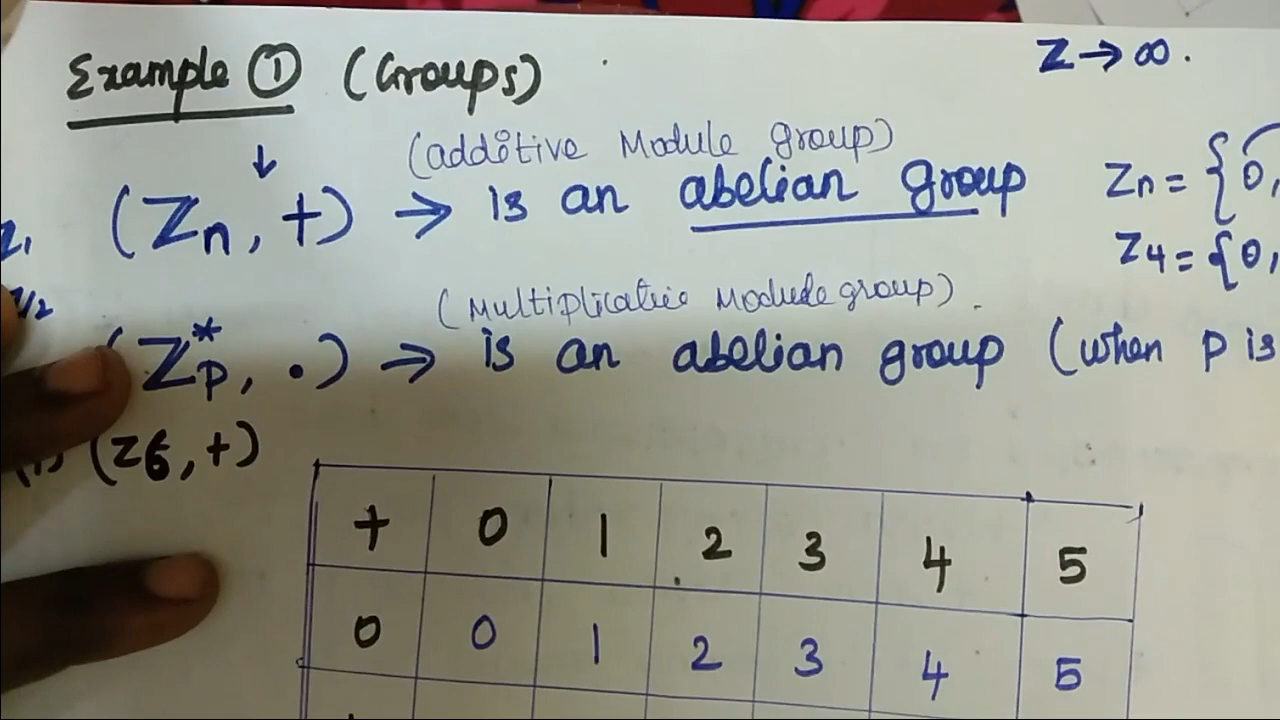 Example ① (Groups)
Z → ∞.
(additive Module group)
(Zn, +) → is an abelian group
Zn = {0,
Z4 = {0,
(Multiplicative Module group)
(Zp*, .) → is an abelian group (when p is
(Z6, +)
+ 0 1 2 3 4 5
0 0 1 2 3 4 5